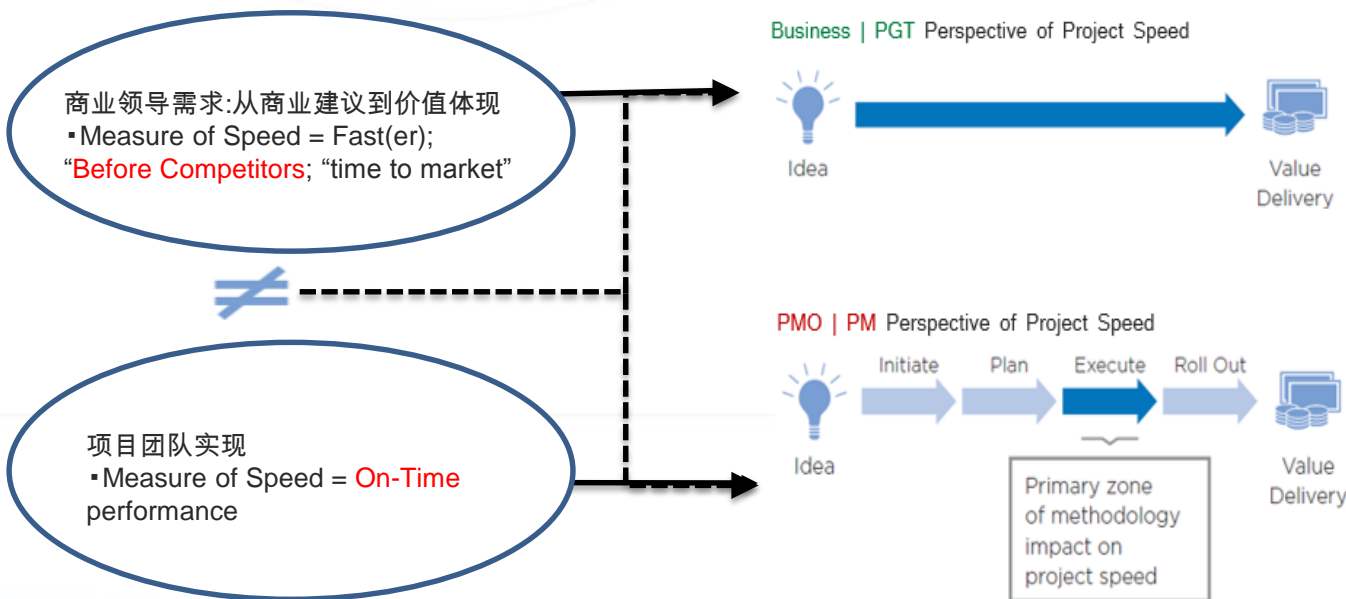 商业领导需求:从商业建议到价值体现
▪Measure of Speed = Fast(er);
“Before Competitors; “time to market”
≠
项目团队实现
▪Measure of Speed = On-Time
performance
Business | PGT Perspective of Project Speed
Idea
Value
Delivery
PMO | PM Perspective of Project Speed
Initiate Plan Execute Roll Out
Idea
Value
Delivery
Primary zone
of methodology
impact on
project speed